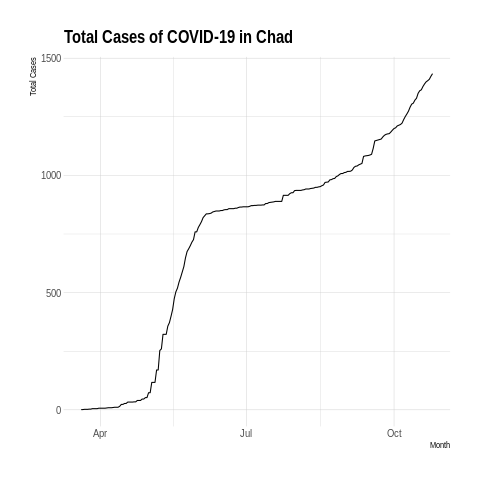 Total Cases of COVID-19 in Chad
Total Cases
1500
1000
500
0
Apr
Jul
Oct
Month